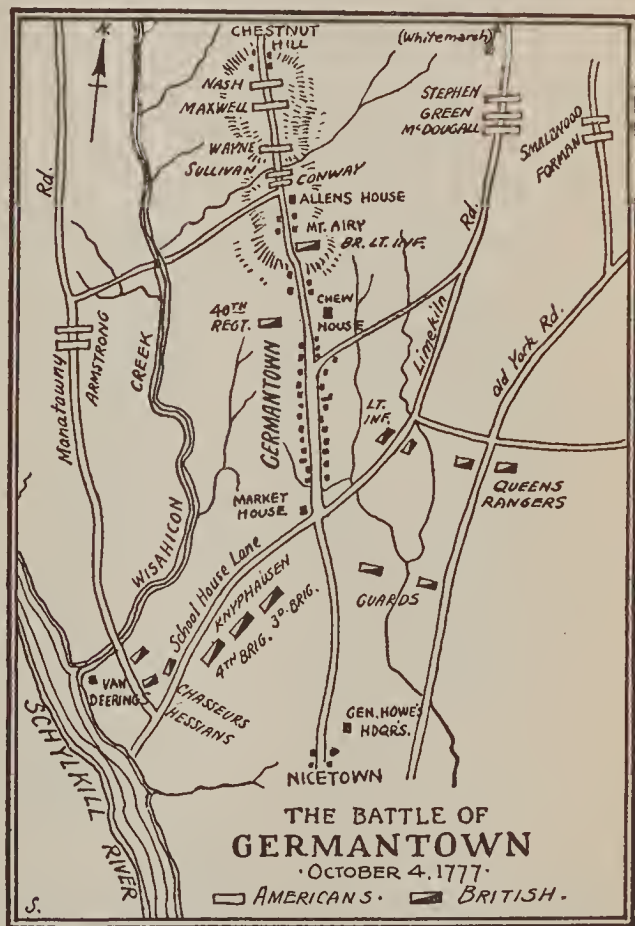 N.
CHESTNUT
HILL
(Whitemarsh)
NASH
MAXWELL
STEPHEN
GREEN
McDOUGALL
SMALLWOOD
FORMAN
WAYNE
SULLIVAN
CONWAY
ALLENS HOUSE
MT. AIRY
BR. LT. INF.
Rd.
Rd.
40TH
REGT.
CHEW
HOUSE
Limekiln
Old York Rd.
Manatawny
ARMSTRONG
CREEK
GERMANTOWN
LT.
INF.
QUEENS
RANGERS
MARKET
HOUSE
WISAHICON
School House Lane
KNYPHAUSEN
4TH BRIG. 3D. BRIG.
GUARDS
VAN
DEERING'S
CHASSEURS
HESSIANS
GEN. HOWE'S
HDQR'S.
NICETOWN
SCHYLKILL
RIVER
THE BATTLE OF
GERMANTOWN
·OCTOBER 4, 1777·
AMERICANS. BRITISH.
S.